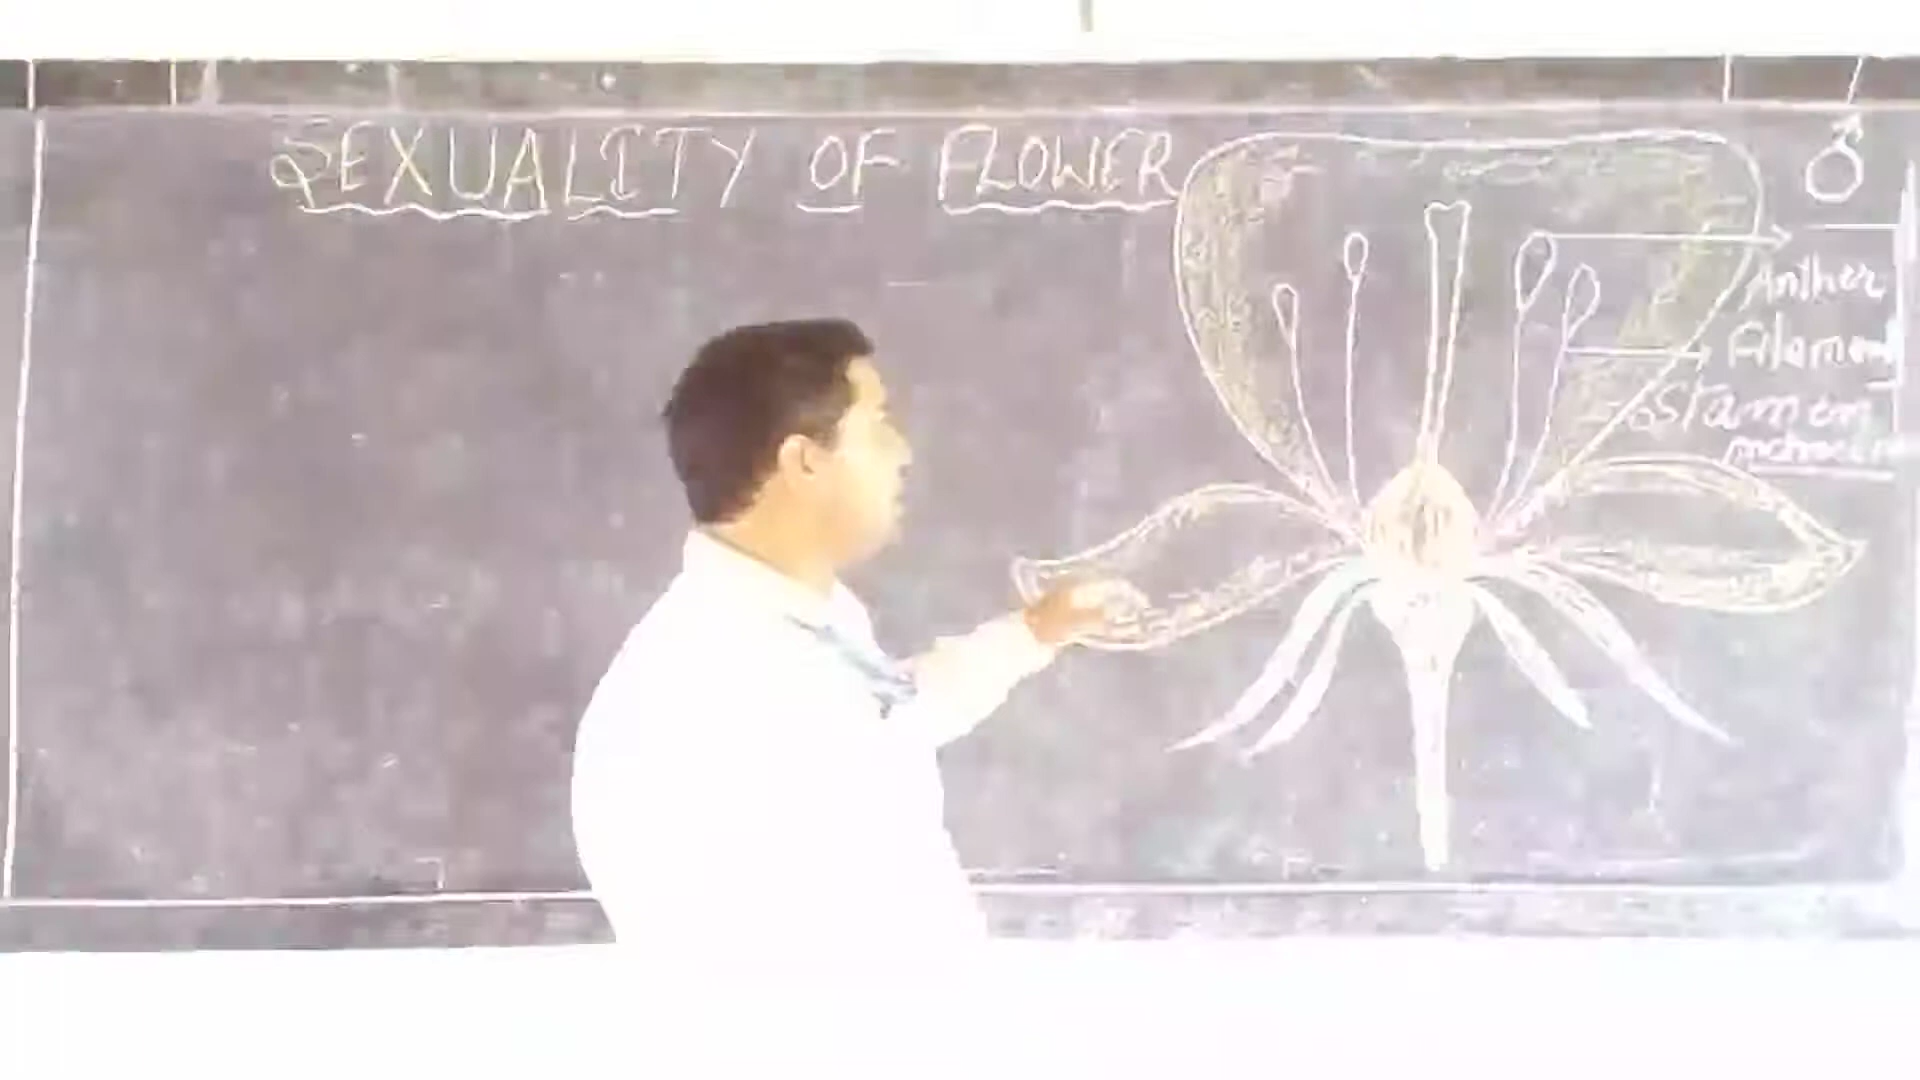 SEXUALITY OF FLOWER
♂
Anther
Filament
Stamen